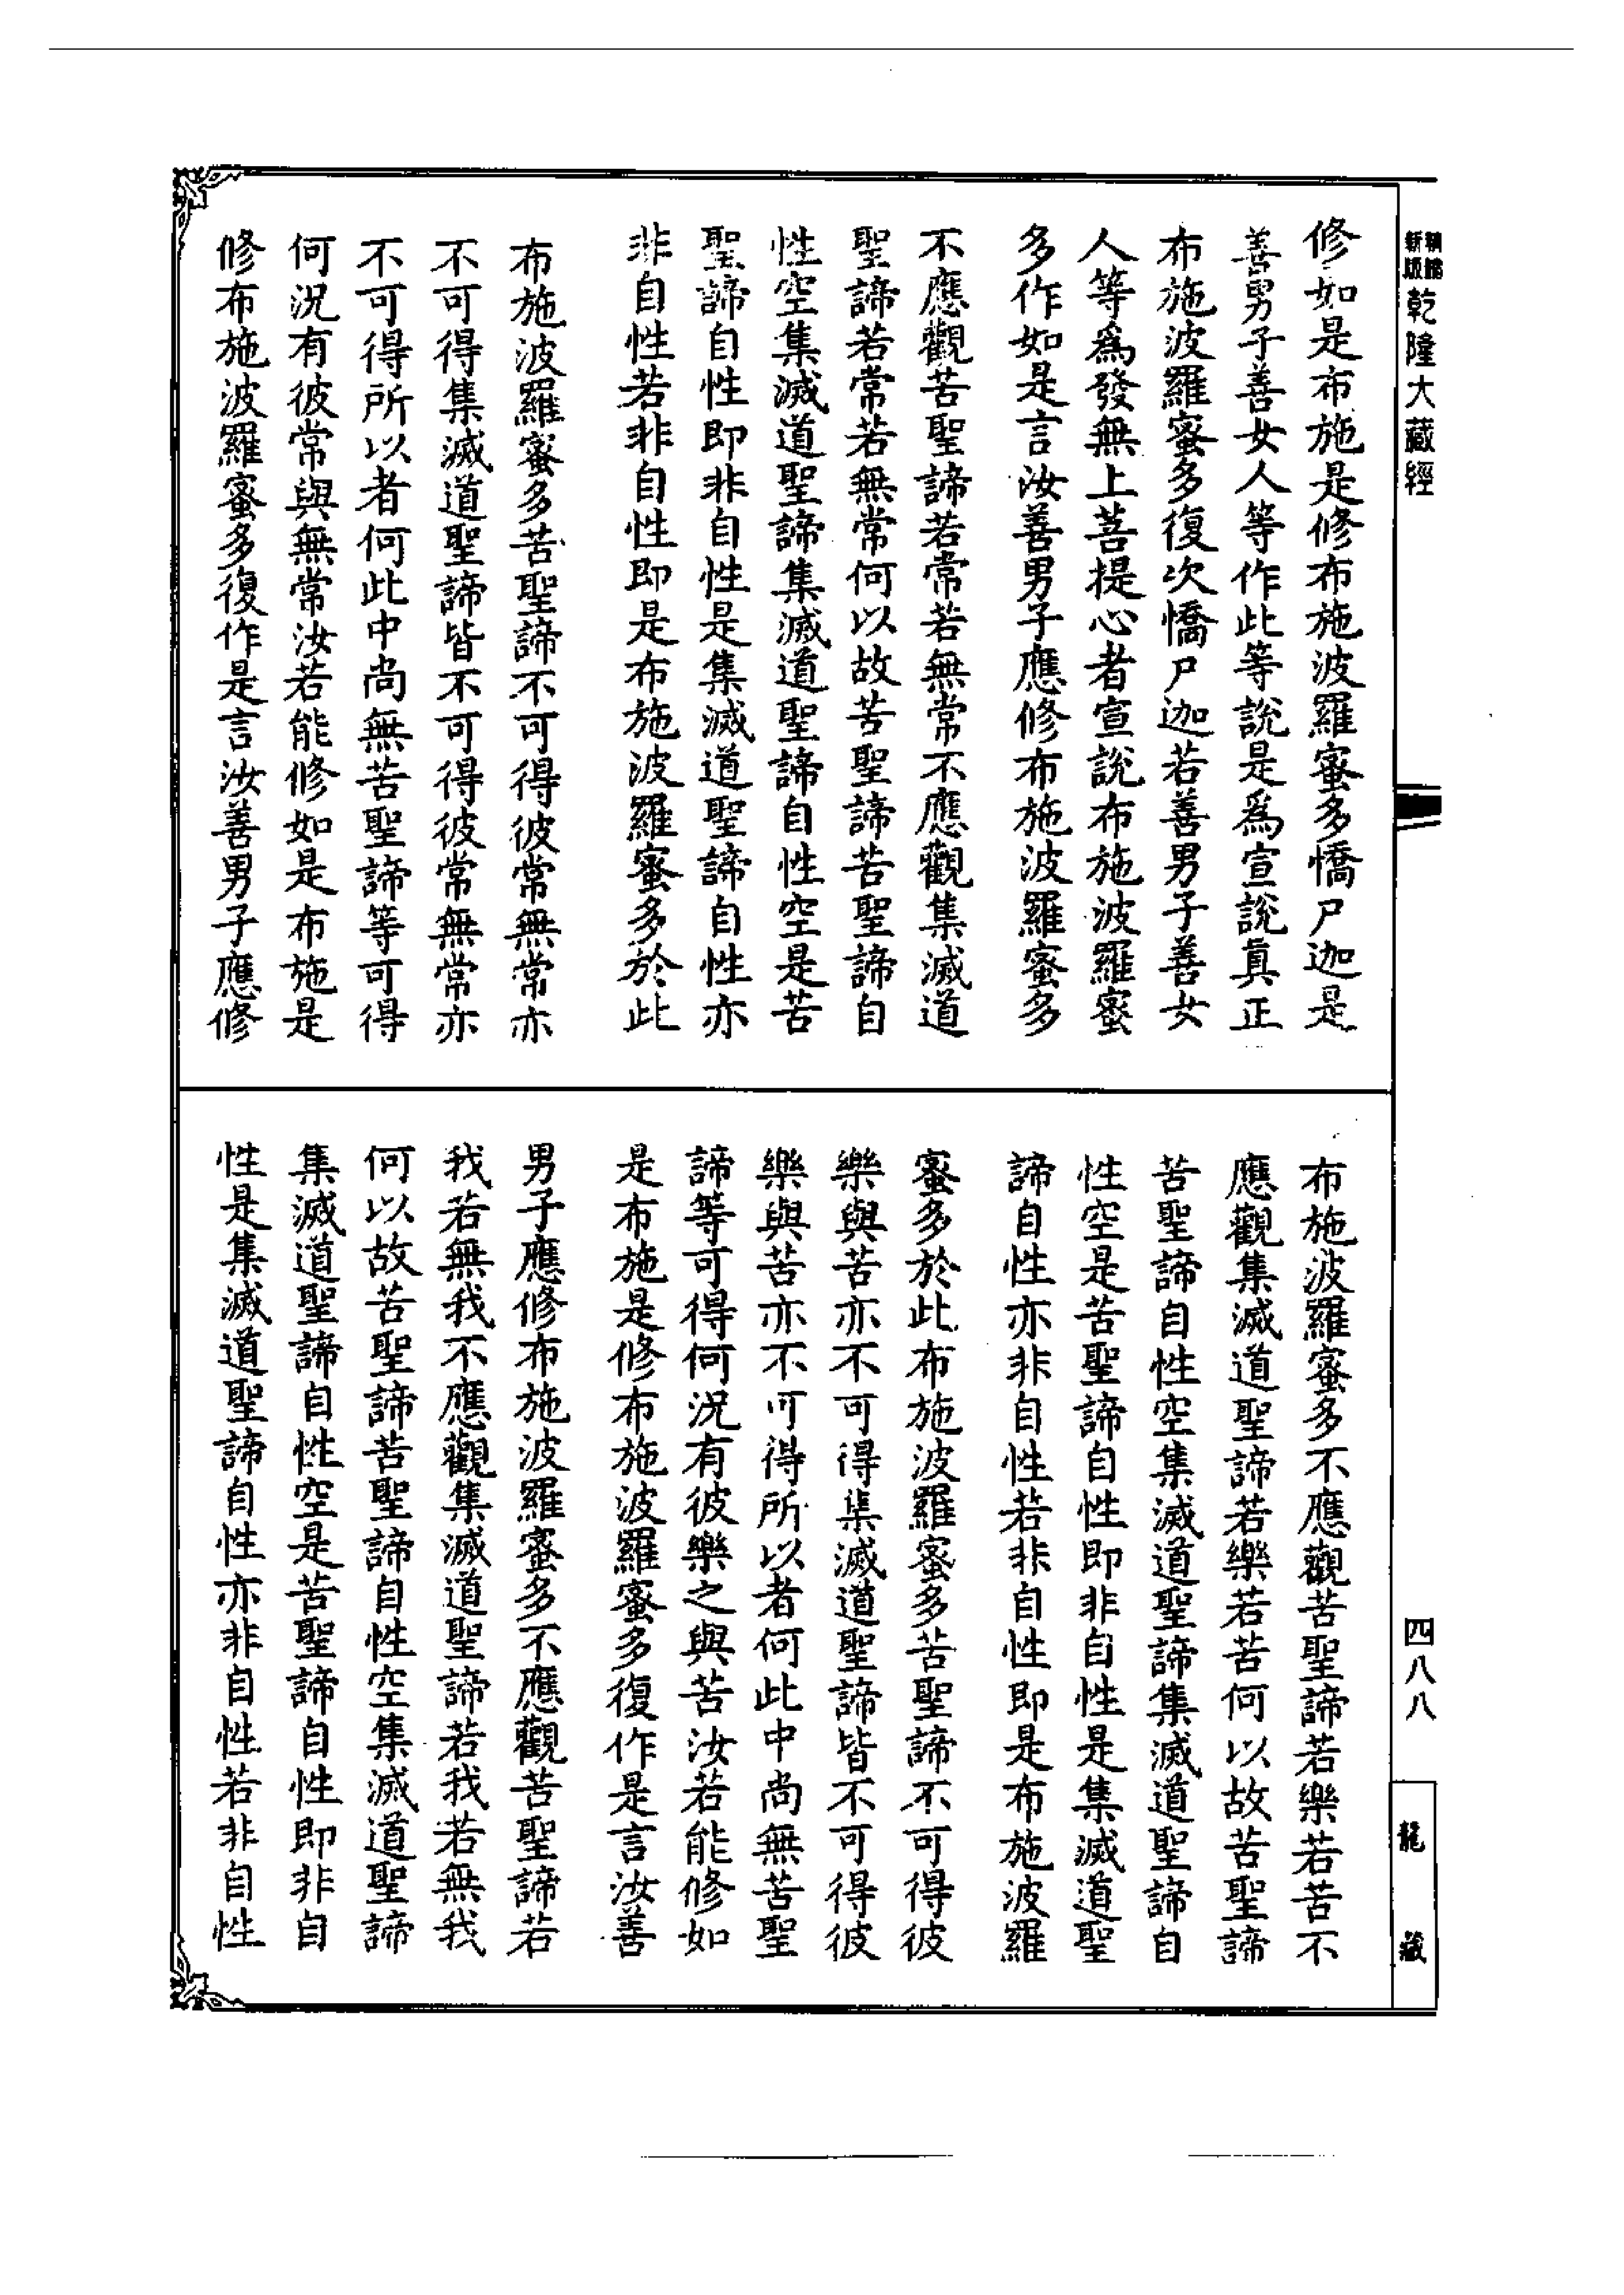 新版
乾隆大藏經
修如是布施是修布施波羅蜜多憍尸迦是
善男子善女人等作此等說是爲宣說真正
布施波羅蜜多復次憍尸迦若善男子善女
人等爲發無上菩提心者宣說布施波羅蜜
多作如是言汝善男子應修布施波羅蜜多
不應觀苦聖諦若常若無常不應觀集滅道
聖諦若常若無常何以故苦聖諦苦聖諦自
性空集滅道聖諦集滅道聖諦自性空是苦
聖諦自性即非自性是集滅道聖諦自性亦
非自性若非自性即是布施波羅蜜多於此
布施波羅蜜多苦聖諦不可得彼常無常亦
不可得集滅道聖諦皆不可得彼常無常亦
不可得所以者何此中尚無苦聖諦等可得
何況有彼常與無常汝若能修如是布施是
修布施波羅蜜多復作是言汝善男子應修
布施波羅蜜多不應觀苦聖諦若樂若苦不
應觀集滅道聖諦若樂若苦何以故苦聖諦
苦聖諦自性空集滅道聖諦集滅道聖諦自
性空是苦聖諦自性即非自性是集滅道聖
諦自性亦非自性若非自性即是布施波羅
蜜多於此布施波羅蜜多苦聖諦不可得彼
樂與苦亦不可得集滅道聖諦皆不可得彼
樂與苦亦不可得所以者何此中尚無苦聖
諦等可得何況有彼樂之與苦汝若能修如
是布施是修布施波羅蜜多復作是言汝善
男子應修布施波羅蜜多不應觀苦聖諦若
我若無我不應觀集滅道聖諦若我若無我
何以故苦聖諦苦聖諦自性空集滅道聖諦
集滅道聖諦自性空是苦聖諦自性即非自
性是集滅道聖諦自性亦非自性若非自性
四八八
龍藏